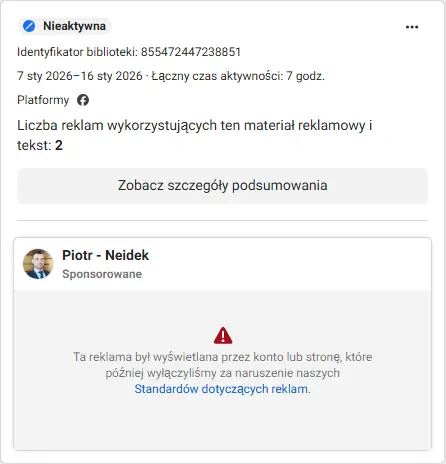 Nieaktywna
Identyfikator biblioteki: 855472447238851
7 sty 2026–16 sty 2026 · Łączny czas aktywności: 7 godz.
Platformy
Liczba reklam wykorzystujących ten materiał reklamowy i
tekst: 2
Zobacz szczegóły podsumowania
Piotr - Neidek
Sponsorowane
Ta reklama był wyświetlana przez konto lub stronę, które
później wyłączyliśmy za naruszenie naszych
Standardów dotyczących reklam.